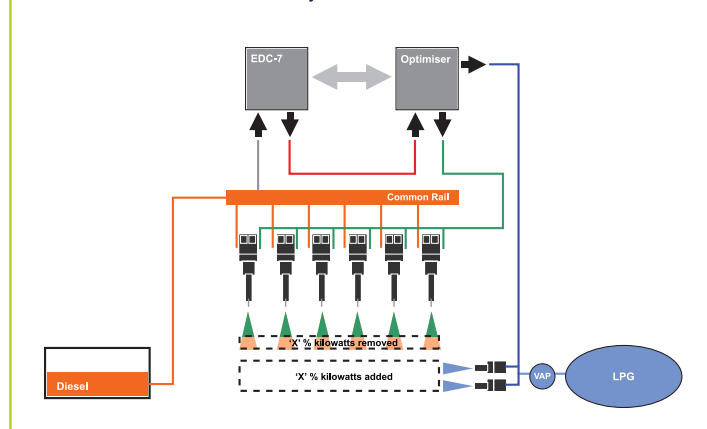 EDC-7
Optimiser
Common Rail
'X' % kilowatts removed
'X' % kilowatts added
Diesel
VAP
LPG